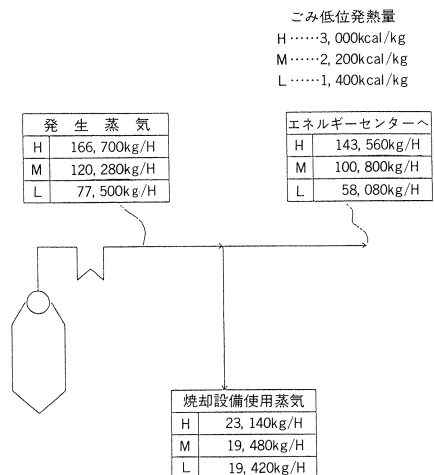 ごみ低位発熱量
H……3,000kcal/kg
M……2,200kcal/kg
L……1,400kcal/kg
発生蒸気
H 166,700kg/H
M 120,280kg/H
L 77,500kg/H
エネルギーセンターへ
H 143,560kg/H
M 100,800kg/H
L 58,080kg/H
焼却設備使用蒸気
H 23,140kg/H
M 19,480kg/H
L 19,420kg/H